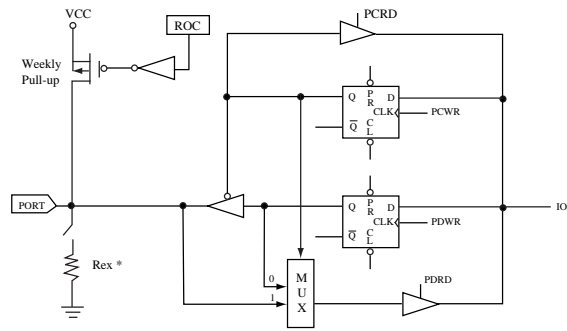 VCC
ROC
PCRD
Weekly
Pull-up
Q
P
R
D
CLK
PCWR
Q
C
L
PORT
Q
P
R
D
IO
CLK
PDWR
Q
C
L
Rex *
0
1
M
U
X
PDRD